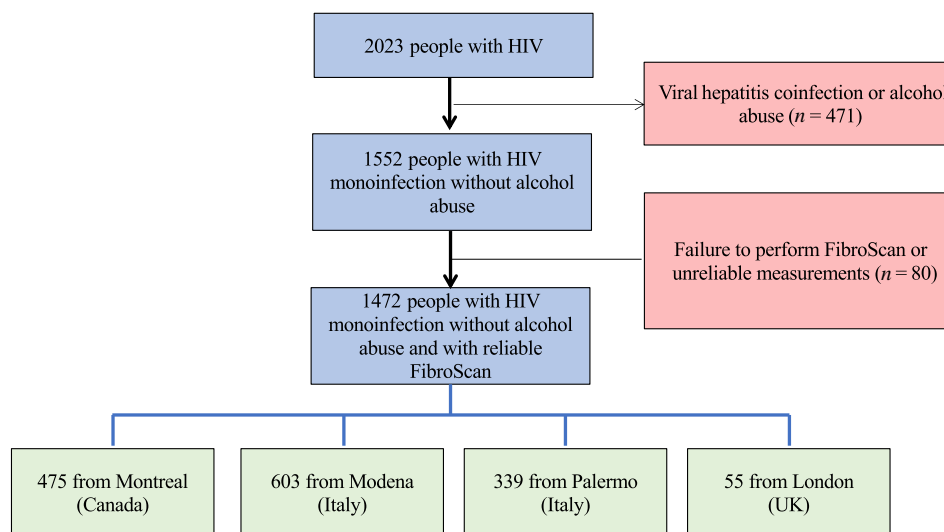 2023 people with HIV
Viral hepatitis coinfection or alcohol
abuse (n = 471)
1552 people with HIV
monoinfection without alcohol
abuse
Failure to perform FibroScan or
unreliable measurements (n = 80)
1472 people with HIV
monoinfection without alcohol
abuse and with reliable
FibroScan
475 from Montreal
(Canada)
603 from Modena
(Italy)
339 from Palermo
(Italy)
55 from London
(UK)